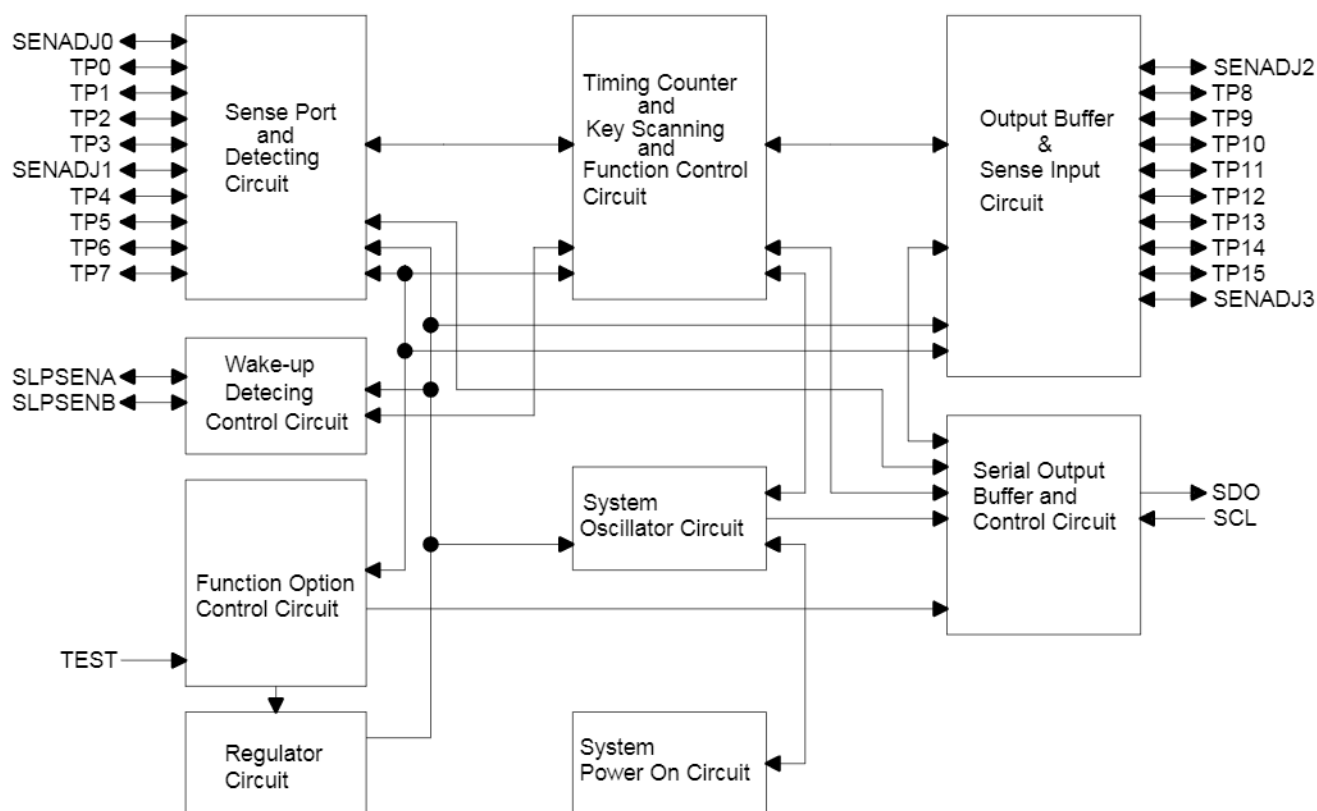 SENADJ0
TP0
TP1
TP2
TP3
SENADJ1
TP4
TP5
TP6
TP7
Sense Port
and
Detecting
Circuit
Timing Counter
and
Key Scanning
and
Function Control
Circuit
Output Buffer
&
Sense Input
Circuit
SENADJ2
TP8
TP9
TP10
TP11
TP12
TP13
TP14
TP15
SENADJ3
SLPSENA
SLPSENB
Wake-up
Detecing
Control Circuit
Function Option
Control Circuit
TEST
System
Oscillator Circuit
Serial Output
Buffer and
Control Circuit
SDO
SCL
Regulator
Circuit
System
Power On Circuit